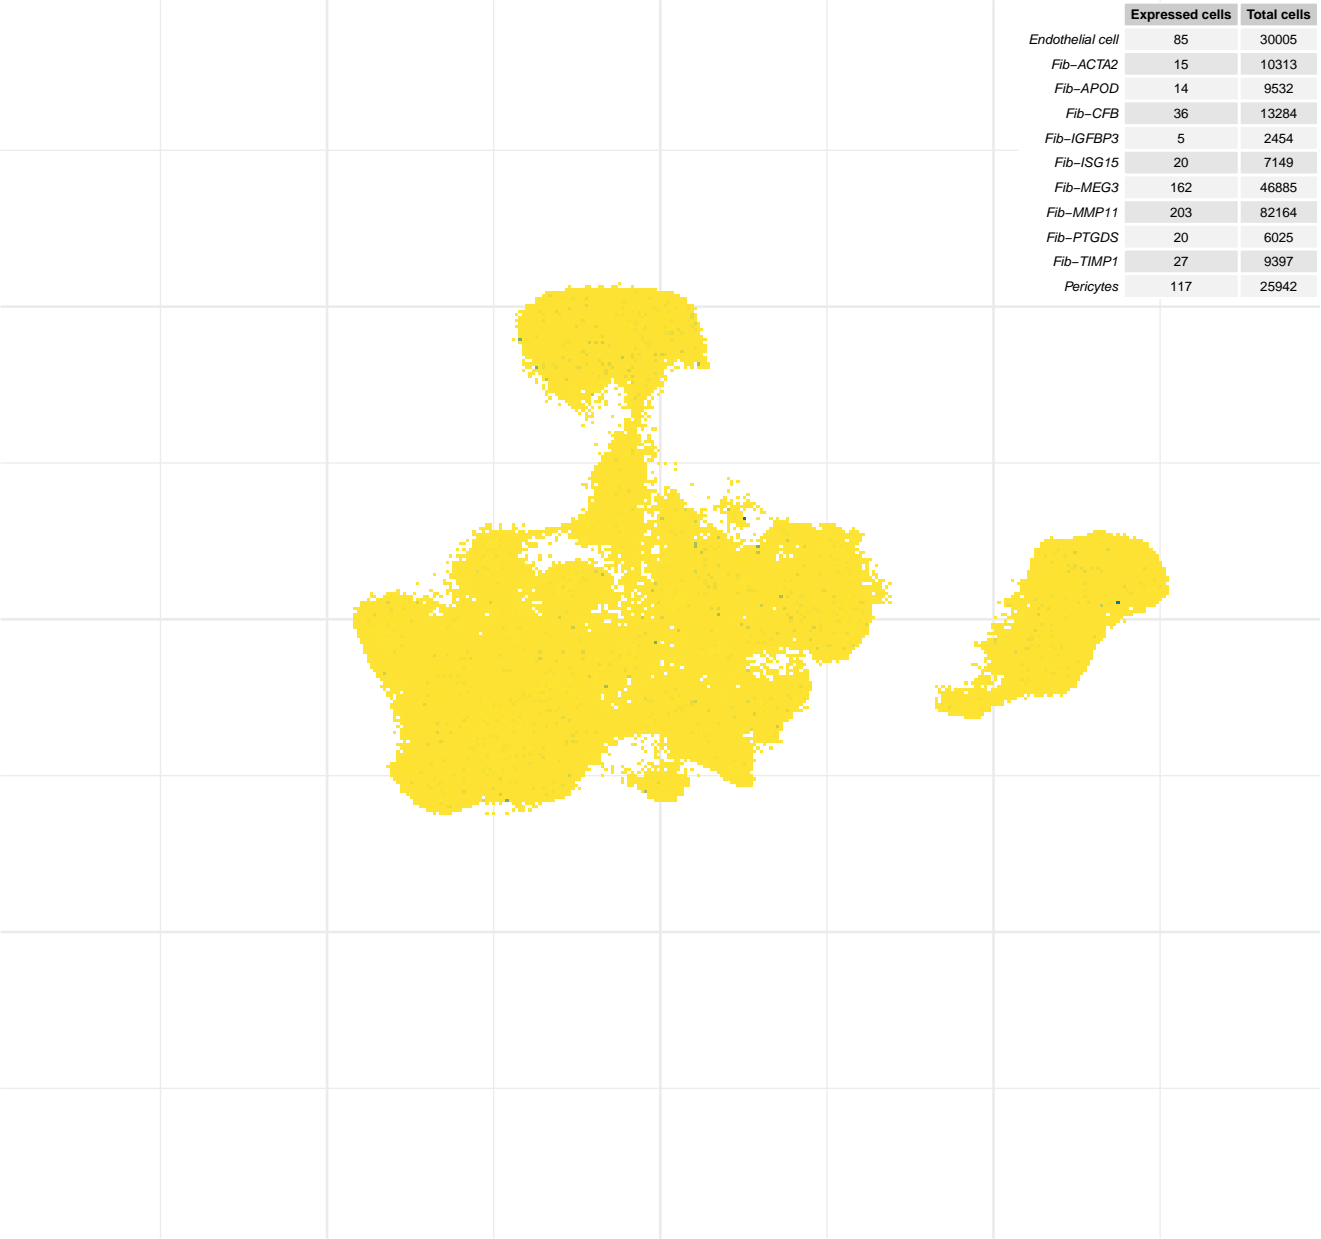 Expressed cells Total cells
Endothelial cell 85 30005
Fib−ACTA2 15 10313
Fib−APOD 14 9532
Fib−CFB 36 13284
Fib−IGFBP3 5 2454
Fib−ISG15 20 7149
Fib−MEG3 162 46885
Fib−MMP11 203 82164
Fib−PTGDS 20 6025
Fib−TIMP1 27 9397
Pericytes 117 25942